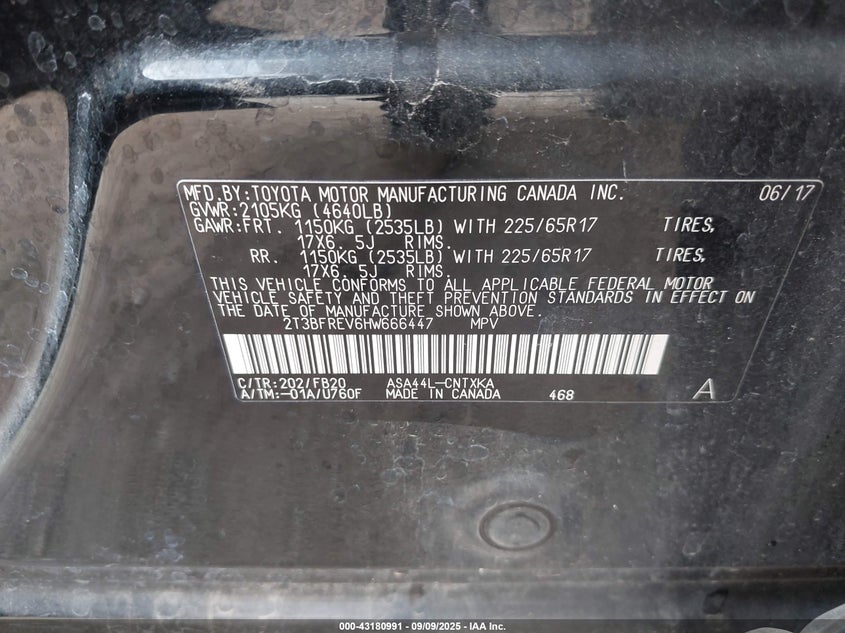 MFD.BY:TOYOTA MOTOR MANUFACTURING CANADA INC. 06/17
GVWR:2105KG (4640LB)
GAWR:FRT. 1150KG (2535LB) WITH 225/65R17 TIRES,
17X6. 5J RIMS.
RR. 1150KG (2535LB) WITH 225/65R17 TIRES,
17X6. 5J RIMS.
THIS VEHICLE CONFORMS TO ALL APPLICABLE FEDERAL MOTOR
VEHICLE SAFETY AND THEFT PREVENTION STANDARDS IN EFFECT ON
THE DATE OF MANUFACTURE SHOWN ABOVE.
2T3BFREV6HW666447 MPV
C/TR:202/FB20 ASA44L-CNTXKA
A/TM:-01A/U760F MADE IN CANADA 468 A
000-43180991 - 09/09/2025 - IAA Inc.